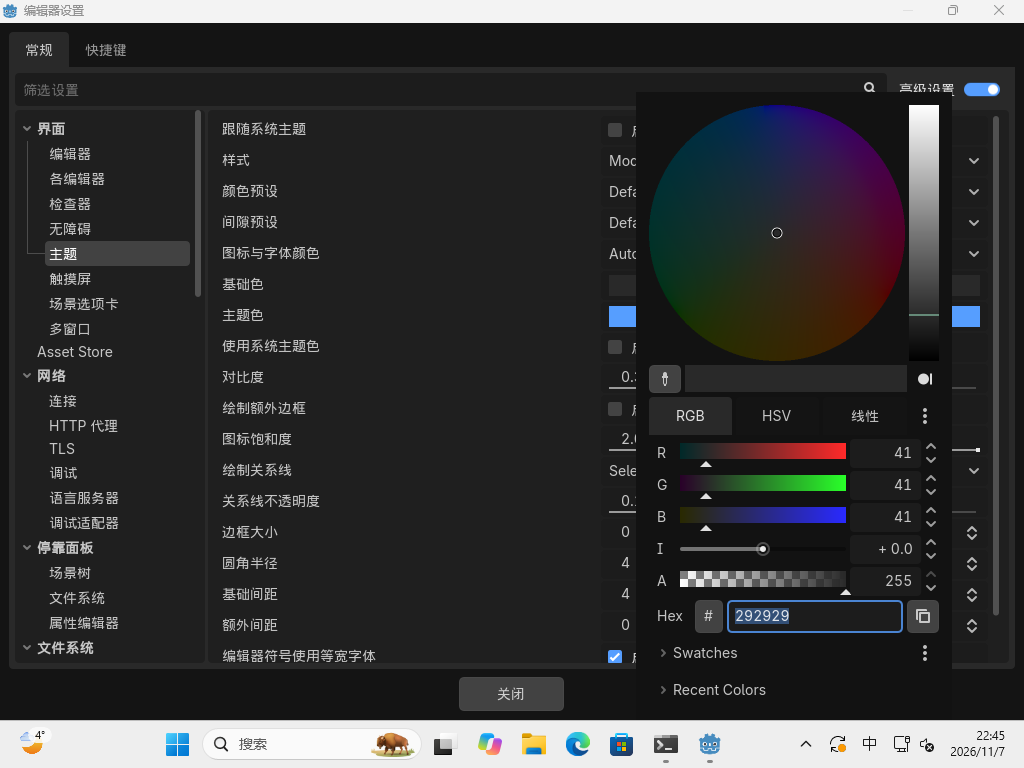 编辑器设置
常规
快捷键
筛选设置
高级设置
界面
编辑器
各编辑器
检查器
无障碍
主题
触摸屏
场景选项卡
多窗口
Asset Store
网络
连接
HTTP 代理
TLS
调试
语言服务器
调试适配器
停靠面板
场景树
文件系统
属性编辑器
文件系统
跟随系统主题
样式
颜色预设
间隙预设
图标与字体颜色
基础色
主题色
使用系统主题色
对比度
绘制额外边框
图标饱和度
绘制关系线
关系线不透明度
边框大小
0
圆角半径
4
基础间距
4
额外间距
0
编辑器符号使用等宽字体
RGB
HSV
线性
R
41
G
41
B
41
I
+ 0.0
A
255
Hex
#
292929
Swatches
Recent Colors
关闭
4°
搜索
中
22:45
2026/11/7